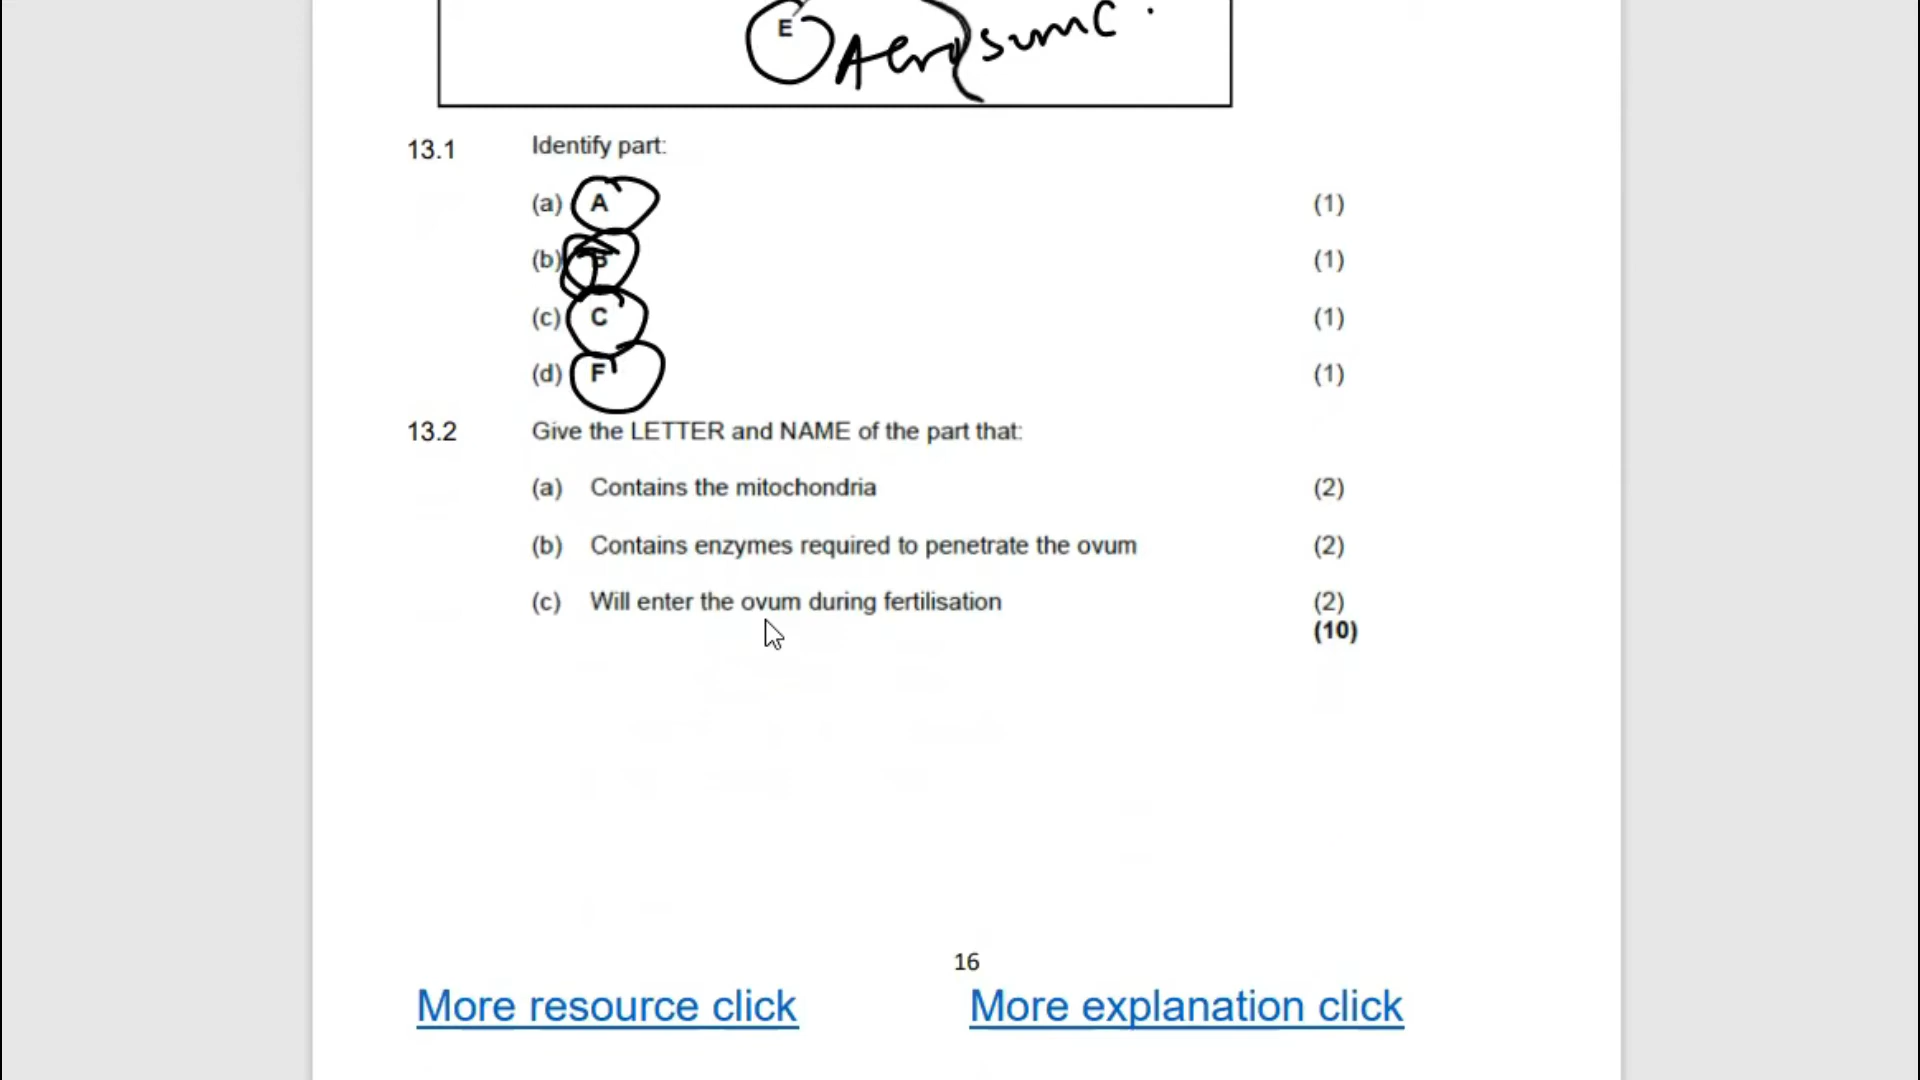 E
13.1 Identify part:
(a) A (1)
(b) B (1)
(c) C (1)
(d) F (1)
13.2 Give the LETTER and NAME of the part that:
(a) Contains the mitochondria (2)
(b) Contains enzymes required to penetrate the ovum (2)
(c) Will enter the ovum during fertilisation (2)
(10)
16
More resource click More explanation click